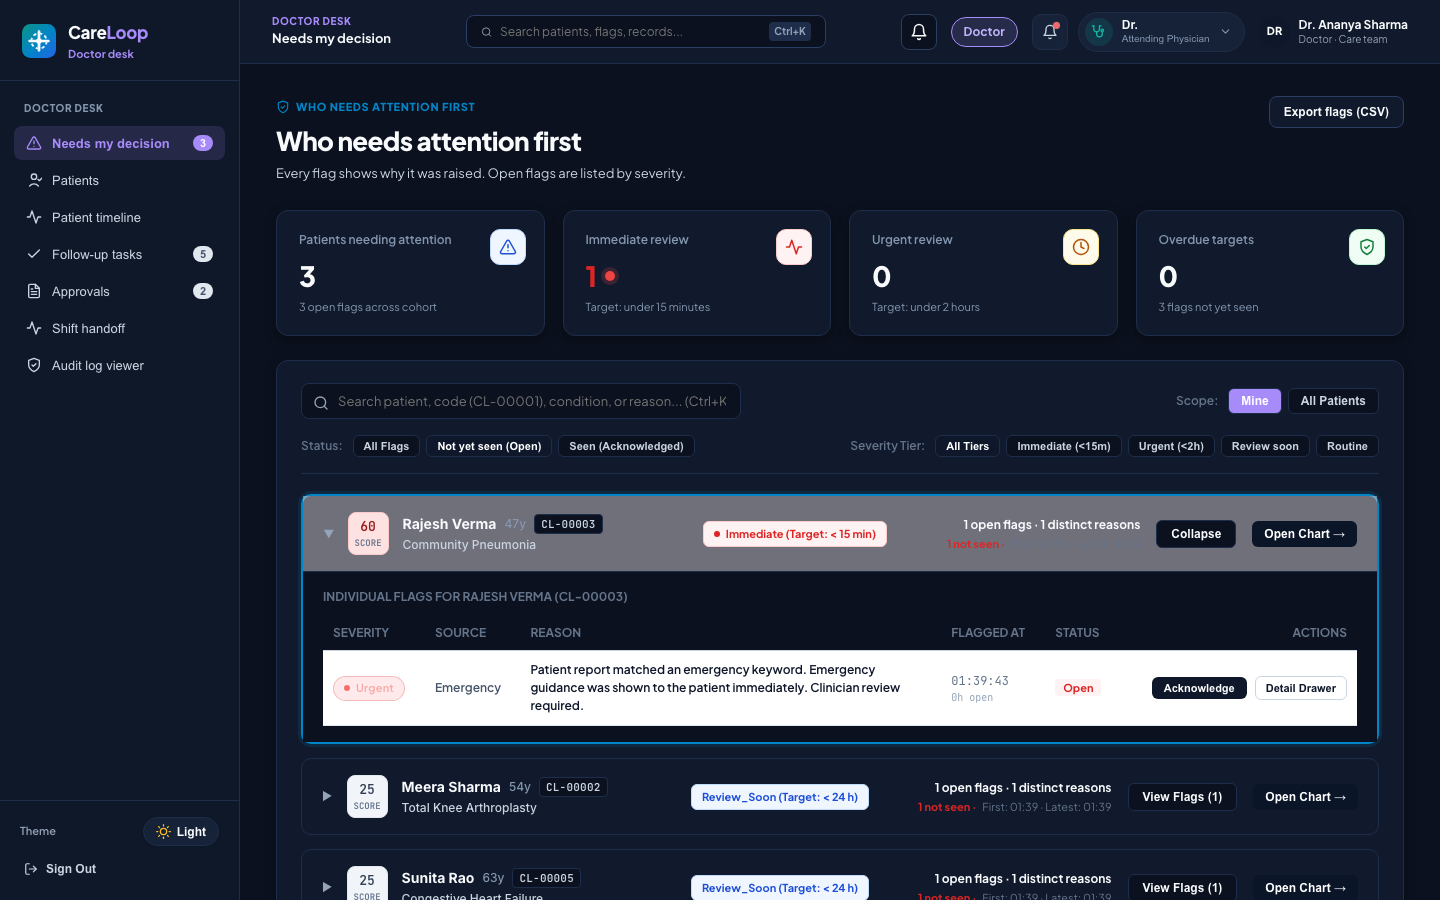 CareLoop
Doctor desk
DOCTOR DESK
Needs my decision 3
Patients
Patient timeline
Follow-up tasks 5
Approvals 2
Shift handoff
Audit log viewer
Theme
Light
Sign Out
DOCTOR DESK
Needs my decision
Search patients, flags, records...
Ctrl+K
Doctor
Dr.
Attending Physician
DR
Dr. Ananya Sharma
Doctor · Care team
WHO NEEDS ATTENTION FIRST
Who needs attention first
Every flag shows why it was raised. Open flags are listed by severity.
Export flags (CSV)
Patients needing attention
3
3 open flags across cohort
Immediate review
1
Target: under 15 minutes
Urgent review
0
Target: under 2 hours
Overdue targets
0
3 flags not yet seen
Search patient, code (CL-00001), condition, or reason... (Ctrl+K
Scope: Mine All Patients
Status: All Flags Not yet seen (Open) Seen (Acknowledged)
Severity Tier: All Tiers Immediate (<15m) Urgent (<2h) Review soon Routine
60
SCORE
Rajesh Verma 47y CL-00003
Community Pneumonia
Immediate (Target: < 15 min)
1 open flags · 1 distinct reasons
1 not seen ·
Collapse
Open Chart →
INDIVIDUAL FLAGS FOR RAJESH VERMA (CL-00003)
SEVERITY SOURCE REASON FLAGGED AT STATUS ACTIONS
Urgent
Emergency
Patient report matched an emergency keyword. Emergency
guidance was shown to the patient immediately. Clinician review
required.
01:39:43
0h open
Open
Acknowledge
Detail Drawer
25
SCORE
Meera Sharma 54y CL-00002
Total Knee Arthroplasty
Review_Soon (Target: < 24 h)
1 open flags · 1 distinct reasons
1 not seen · First: 01:39 · Latest: 01:39
View Flags (1)
Open Chart →
25
SCORE
Sunita Rao 63y CL-00005
Congestive Heart Failure
Review_Soon (Target: < 24 h)
1 open flags · 1 distinct reasons
1 not seen · First: 01:39 · Latest: 01:39
View Flags (1)
Open Chart →